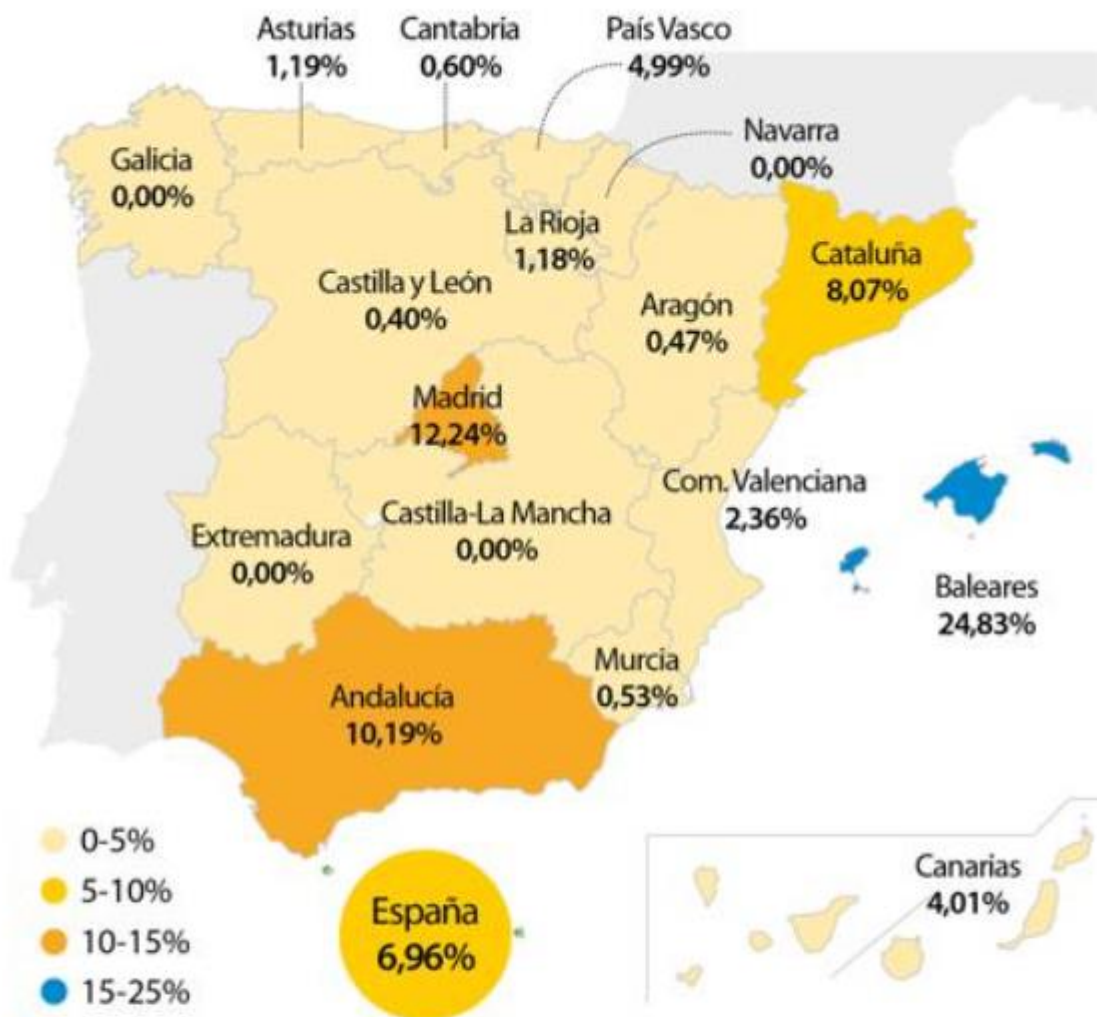 Asturias
1,19%
Cantabria
0,60%
País Vasco
4,99%
Navarra
0,00%
Galicia
0,00%
La Rioja
1,18%
Cataluña
8,07%
Castilla y León
0,40%
Aragón
0,47%
Madrid
12,24%
Com. Valenciana
2,36%
Castilla-La Mancha
0,00%
Extremadura
0,00%
Baleares
24,83%
Murcia
0,53%
Andalucía
10,19%
0-5%
5-10%
10-15%
15-25%
España
6,96%
Canarias
4,01%